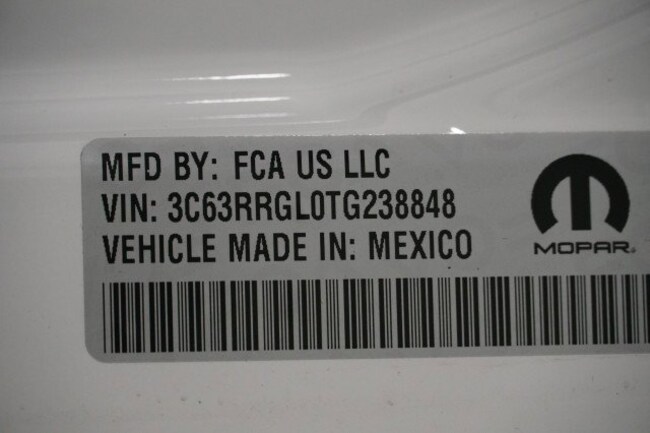 MFD BY: FCA US LLC
VIN: 3C63RRGL0TG238848
VEHICLE MADE IN: MEXICO
MOPAR